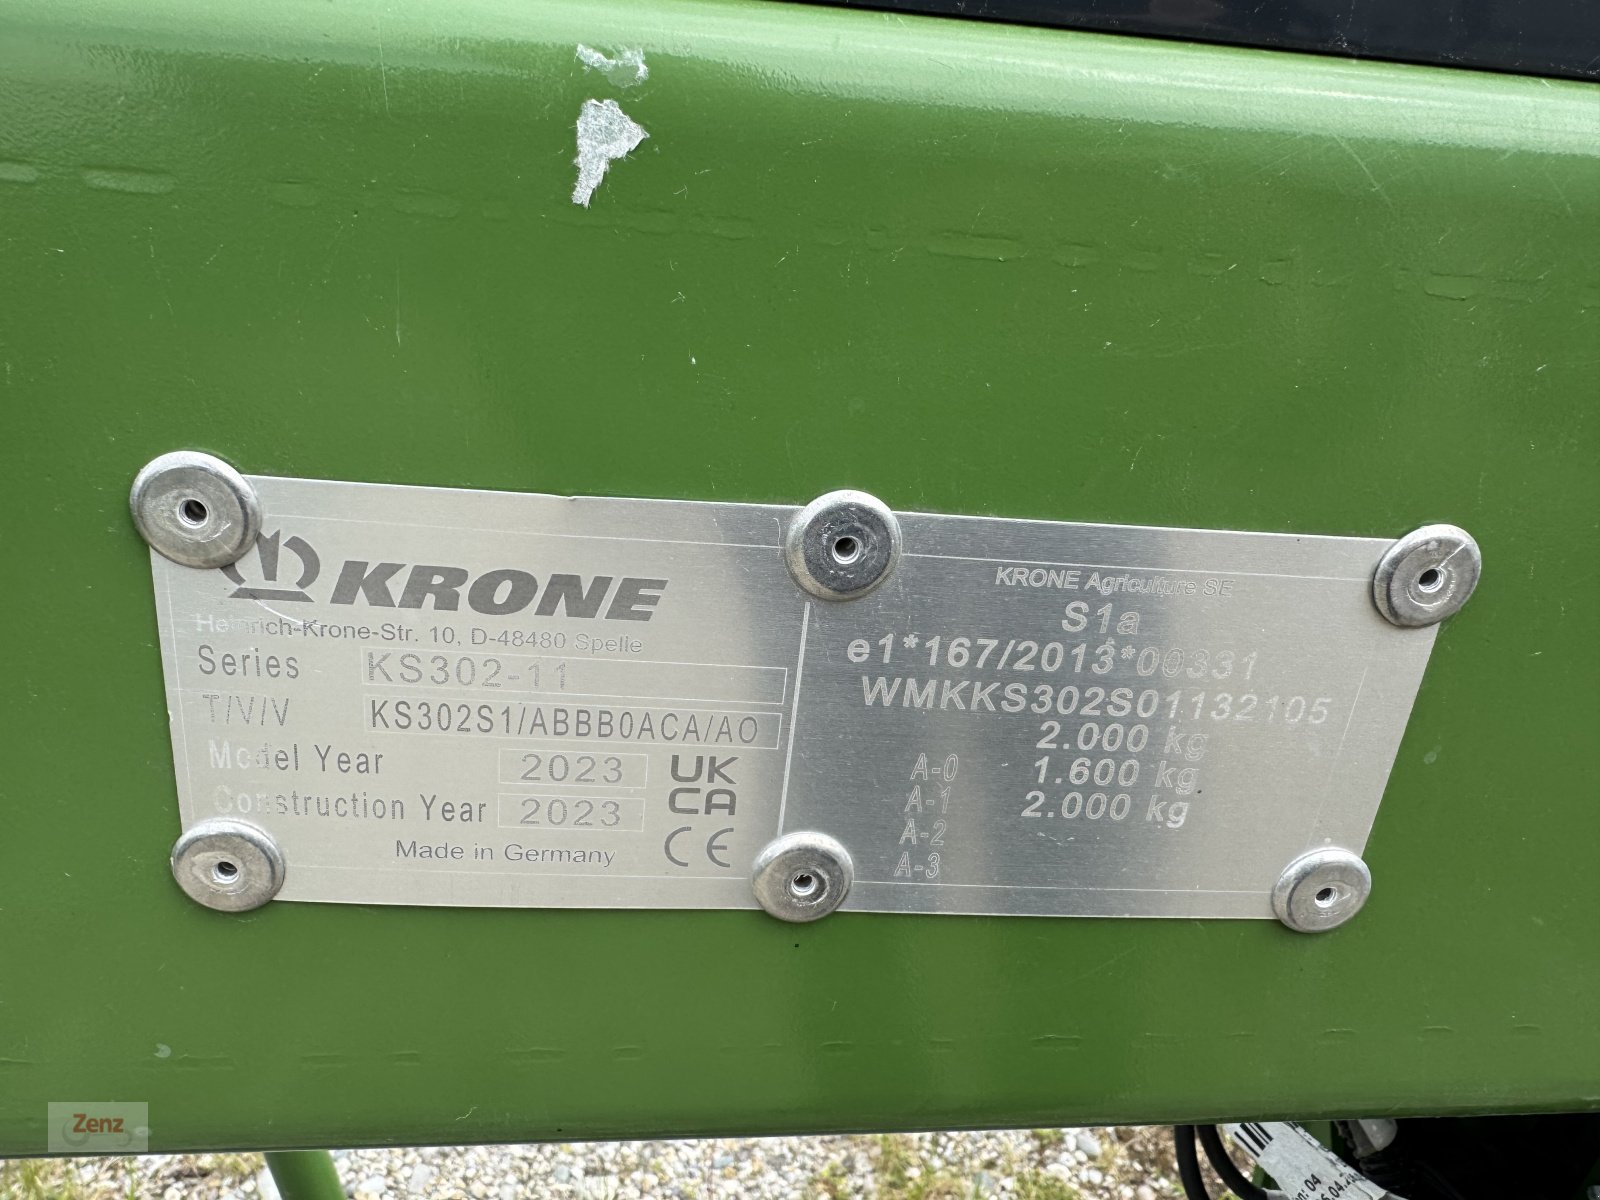 KRONE
Heinrich-Krone-Str. 10, D-48480 Spelle
Series KS302-11
T/V/V KS302S1/ABBB0ACA/AO
Model Year 2023
Construction Year 2023
UK
CA
CE
Made in Germany
KRONE Agriculture SE
S1a
e1*167/2013*00331
WMKKS302S01132105
2.000 kg
A-0 1.600 kg
A-1 2.000 kg
A-2
A-3
Zenz